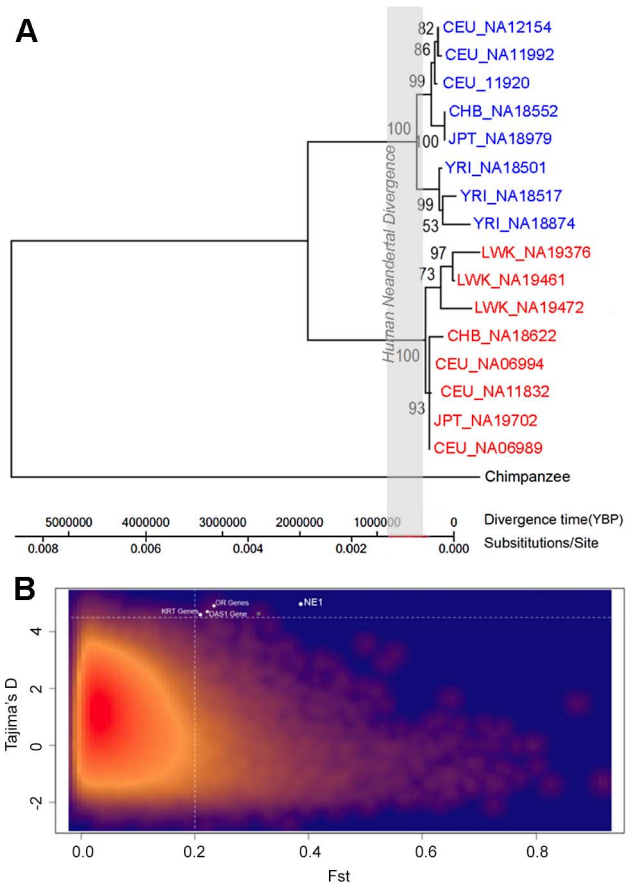 A
82 CEU_NA12154
86 CEU_NA11992
99 CEU_11920
CHB_NA18552
100 100 JPT_NA18979
YRI_NA18501
99 YRI_NA18517
53 YRI_NA18874
Human Neandertal Divergence
97 LWK_NA19376
73 LWK_NA19461
LWK_NA19472
CHB_NA18622
100 CEU_NA06994
CEU_NA11832
93 JPT_NA19702
CEU_NA06989
Chimpanzee
5000000 4000000 3000000 2000000 1000000 0 Divergence time(YBP)
0.008 0.006 0.004 0.002 0.000 Subsititutions/Site
B
OR Genes NE1
KRT Genes OAS1 Gene
4
2
0
-2
Tajima's D
0.0 0.2 0.4 0.6 0.8
Fst